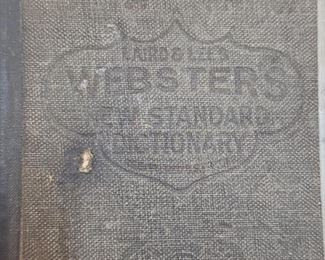 LAIRD & LEE'S
WEBSTER'S
NEW STANDARD
DICTIONARY